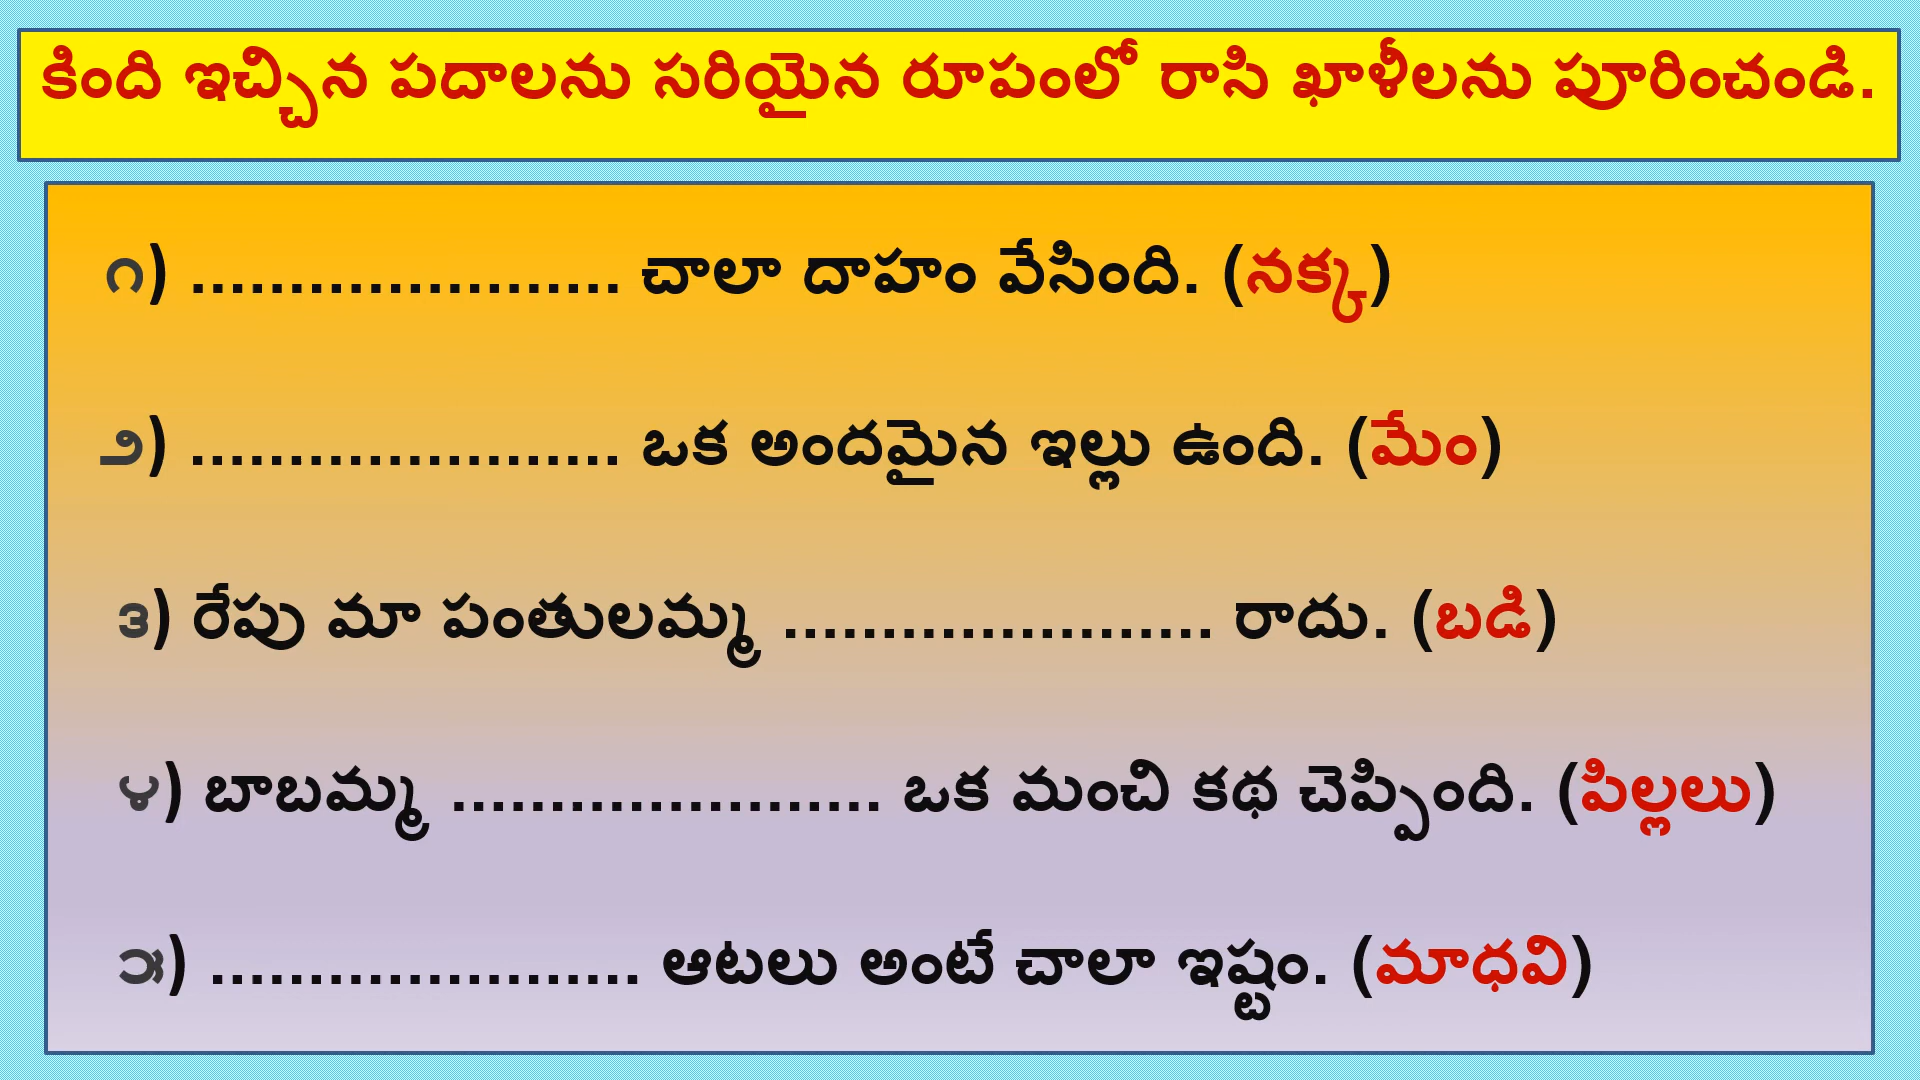 కింది ఇచ్చిన పదాలను సరియైన రూపంలో రాసి ఖాళీలను పూరించండి.
౧) ...................... చాలా దాహం వేసింది. (నక్క)
౨) ...................... ఒక అందమైన ఇల్లు ఉంది. (మేం)
౩) రేపు మా పంతులమ్మ ...................... రాదు. (బడి)
౪) బాబమ్మ ...................... ఒక మంచి కథ చెప్పింది. (పిల్లలు)
౫) ...................... ఆటలు అంటే చాలా ఇష్టం. (మాధవి)